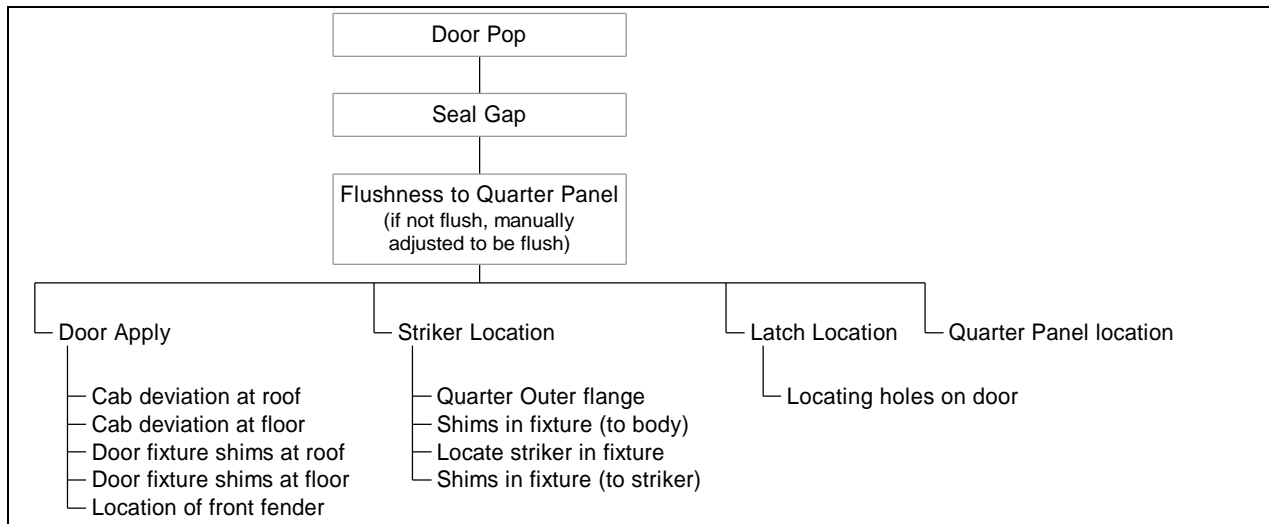 Door Pop
Seal Gap
Flushness to Quarter Panel
(if not flush, manually
adjusted to be flush)
Door Apply
Cab deviation at roof
Cab deviation at floor
Door fixture shims at roof
Door fixture shims at floor
Location of front fender
Striker Location
Quarter Outer flange
Shims in fixture (to body)
Locate striker in fixture
Shims in fixture (to striker)
Latch Location
Locating holes on door
Quarter Panel location